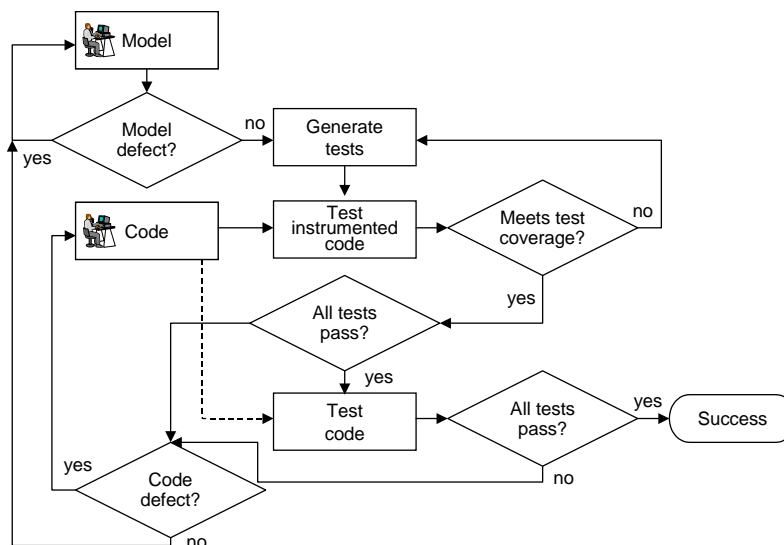 Model
Model
defect?
yes
no
Generate
tests
Code
Test
instrumented
code
Meets test
coverage?
no
yes
All tests
pass?
yes
Test
code
All tests
pass?
yes
Success
no
yes
Code
defect?
no